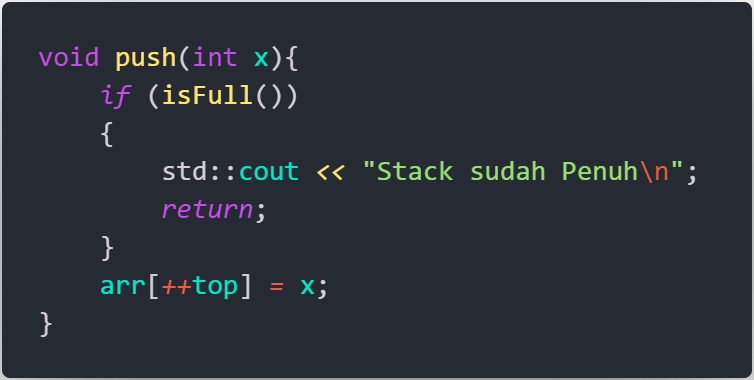 void push(int x){
    if (isFull())
    {
        std::cout << "Stack sudah Penuh\n";
        return;
    }
    arr[++top] = x;
}